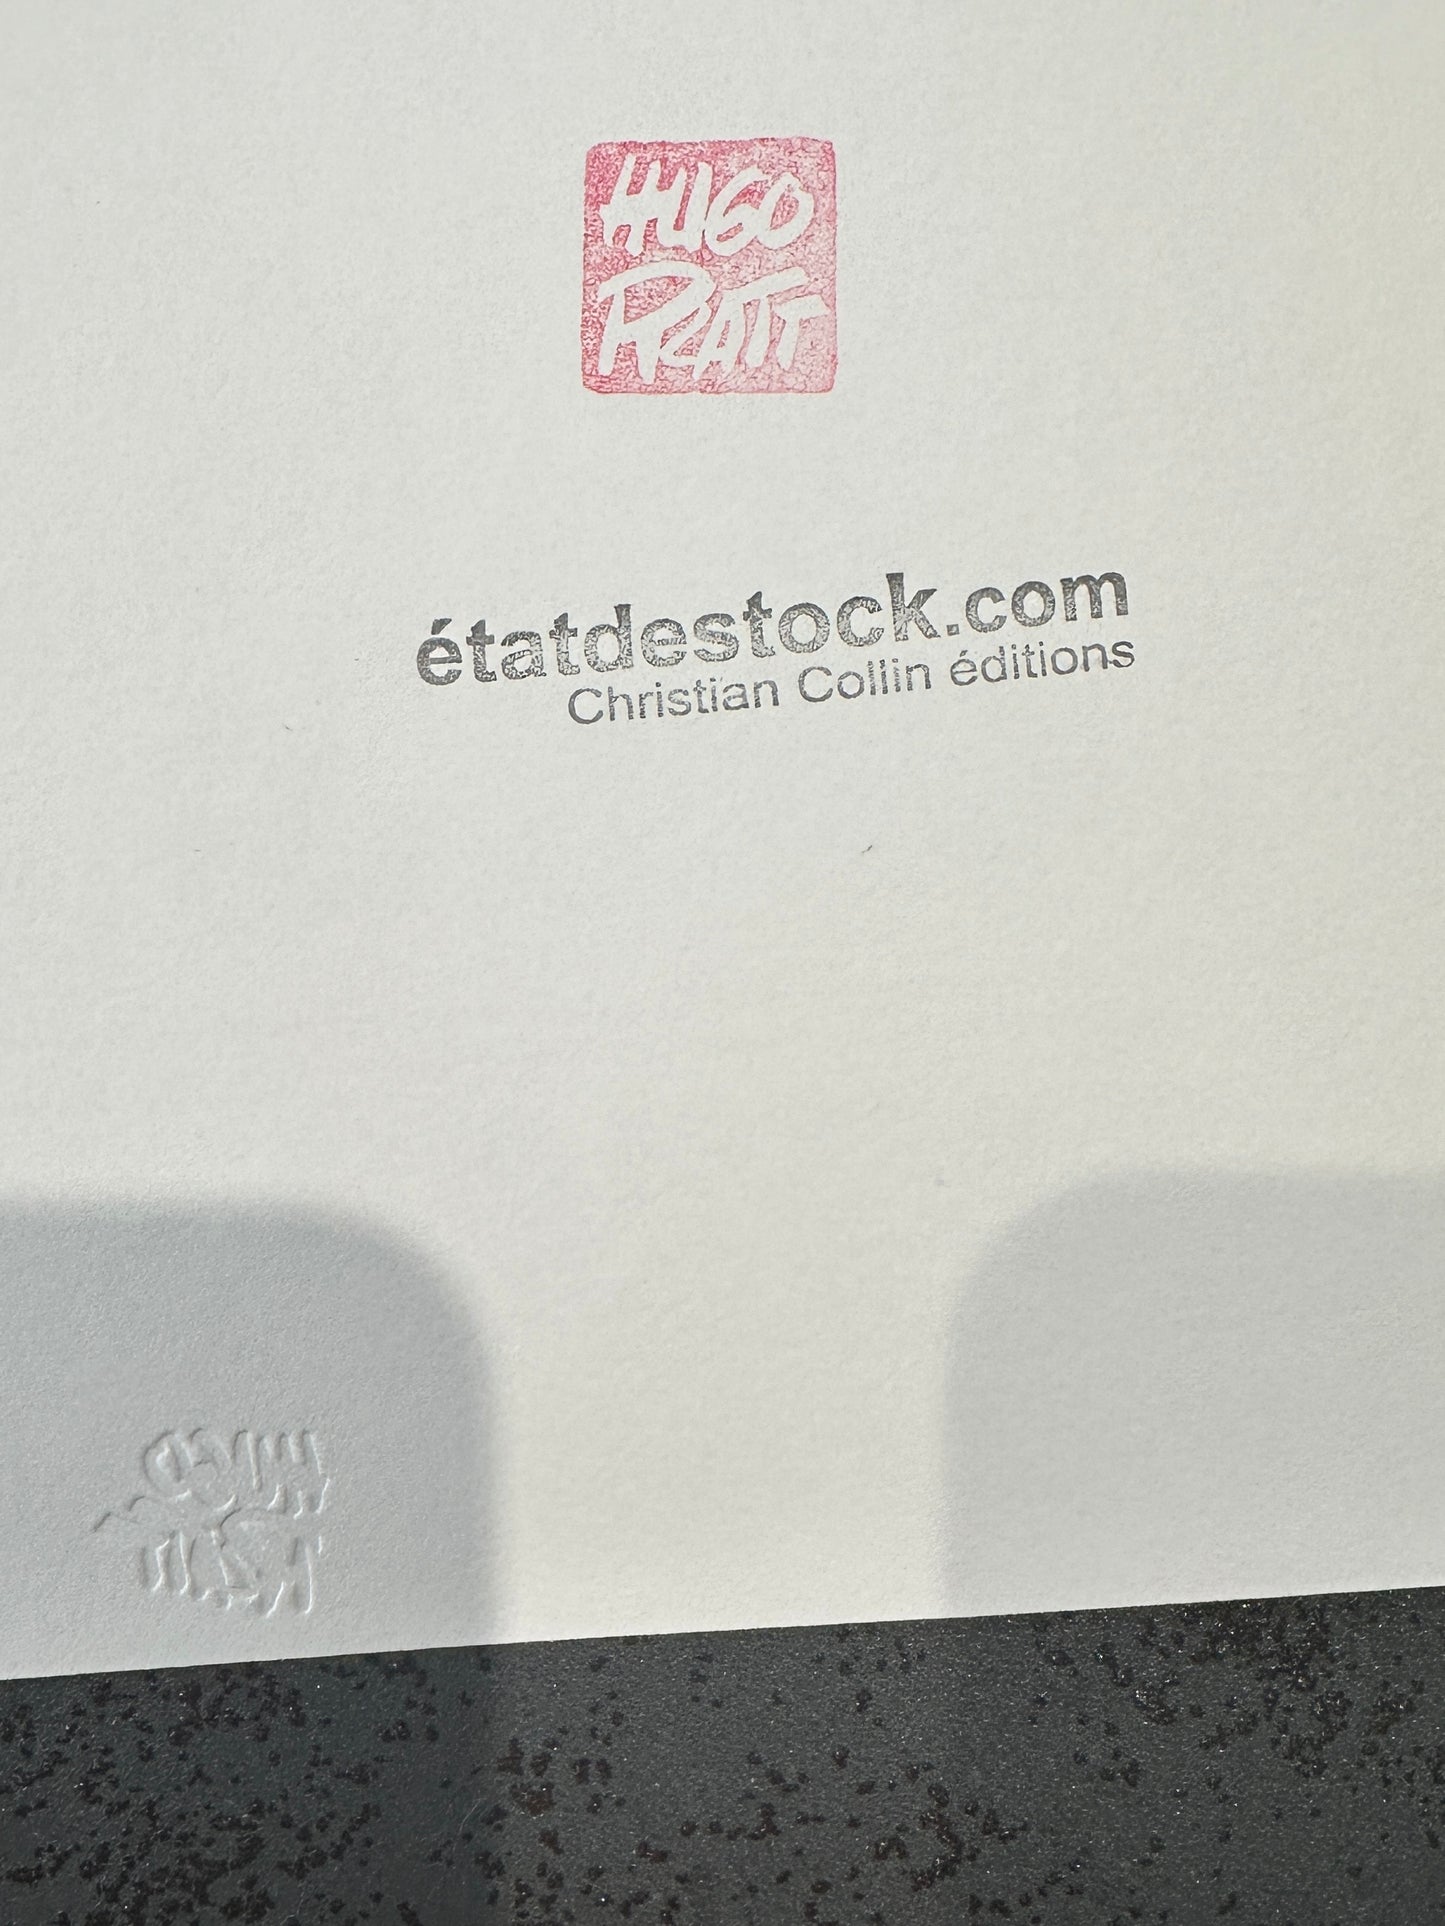 HUGO
PRATT
étatdestock.com
Christian Collin éditions